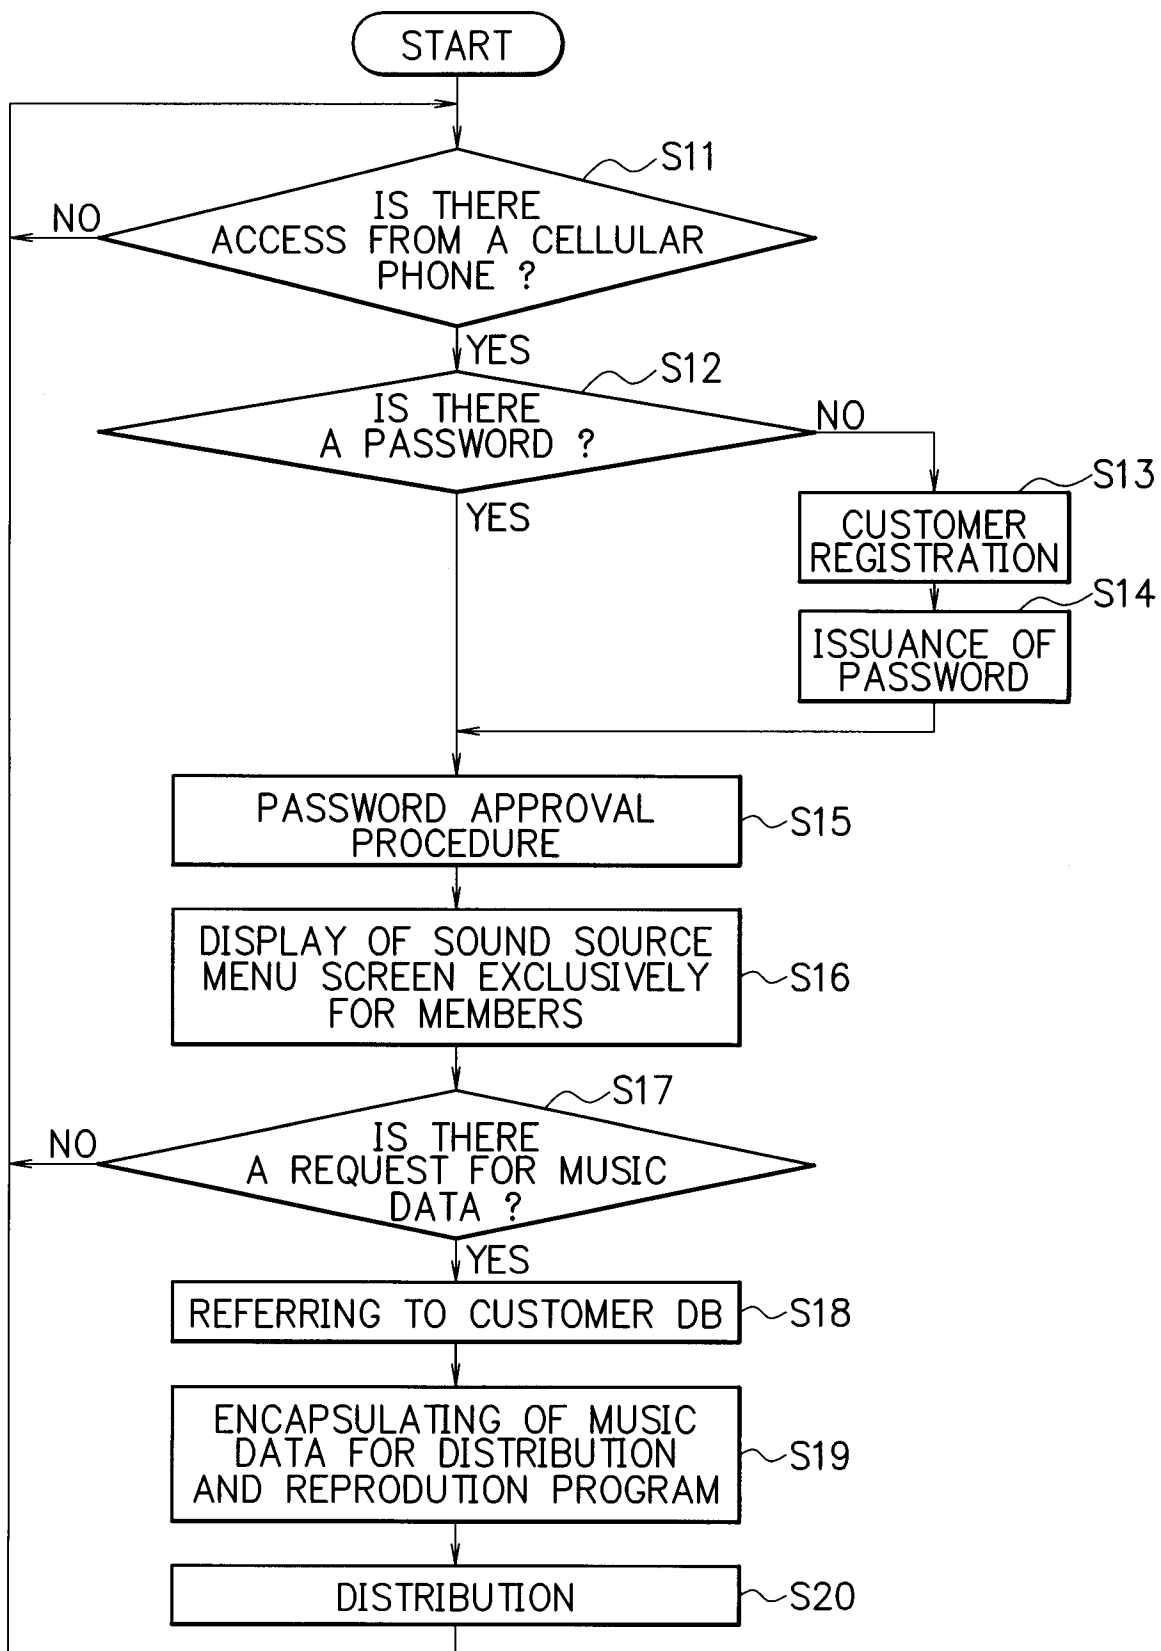 START
S11
NO
IS THERE
ACCESS FROM A CELLULAR
PHONE ?
YES
S12
IS THERE
A PASSWORD ?
NO
YES
S13
CUSTOMER
REGISTRATION
S14
ISSUANCE OF
PASSWORD
PASSWORD APPROVAL
PROCEDURE
S15
DISPLAY OF SOUND SOURCE
MENU SCREEN EXCLUSIVELY
FOR MEMBERS
S16
S17
NO
IS THERE
A REQUEST FOR MUSIC
DATA ?
YES
REFERRING TO CUSTOMER DB
S18
ENCAPSULATING OF MUSIC
DATA FOR DISTRIBUTION
AND REPRODUTION PROGRAM
S19
DISTRIBUTION
S20